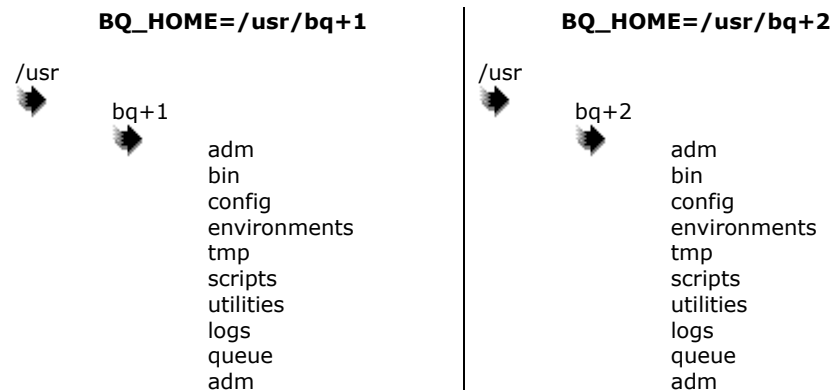 BQ_HOME=/usr/bq+1
/usr
bq+1
adm
bin
config
environments
tmp
scripts
utilities
logs
queue
adm
BQ_HOME=/usr/bq+2
/usr
bq+2
adm
bin
config
environments
tmp
scripts
utilities
logs
queue
adm